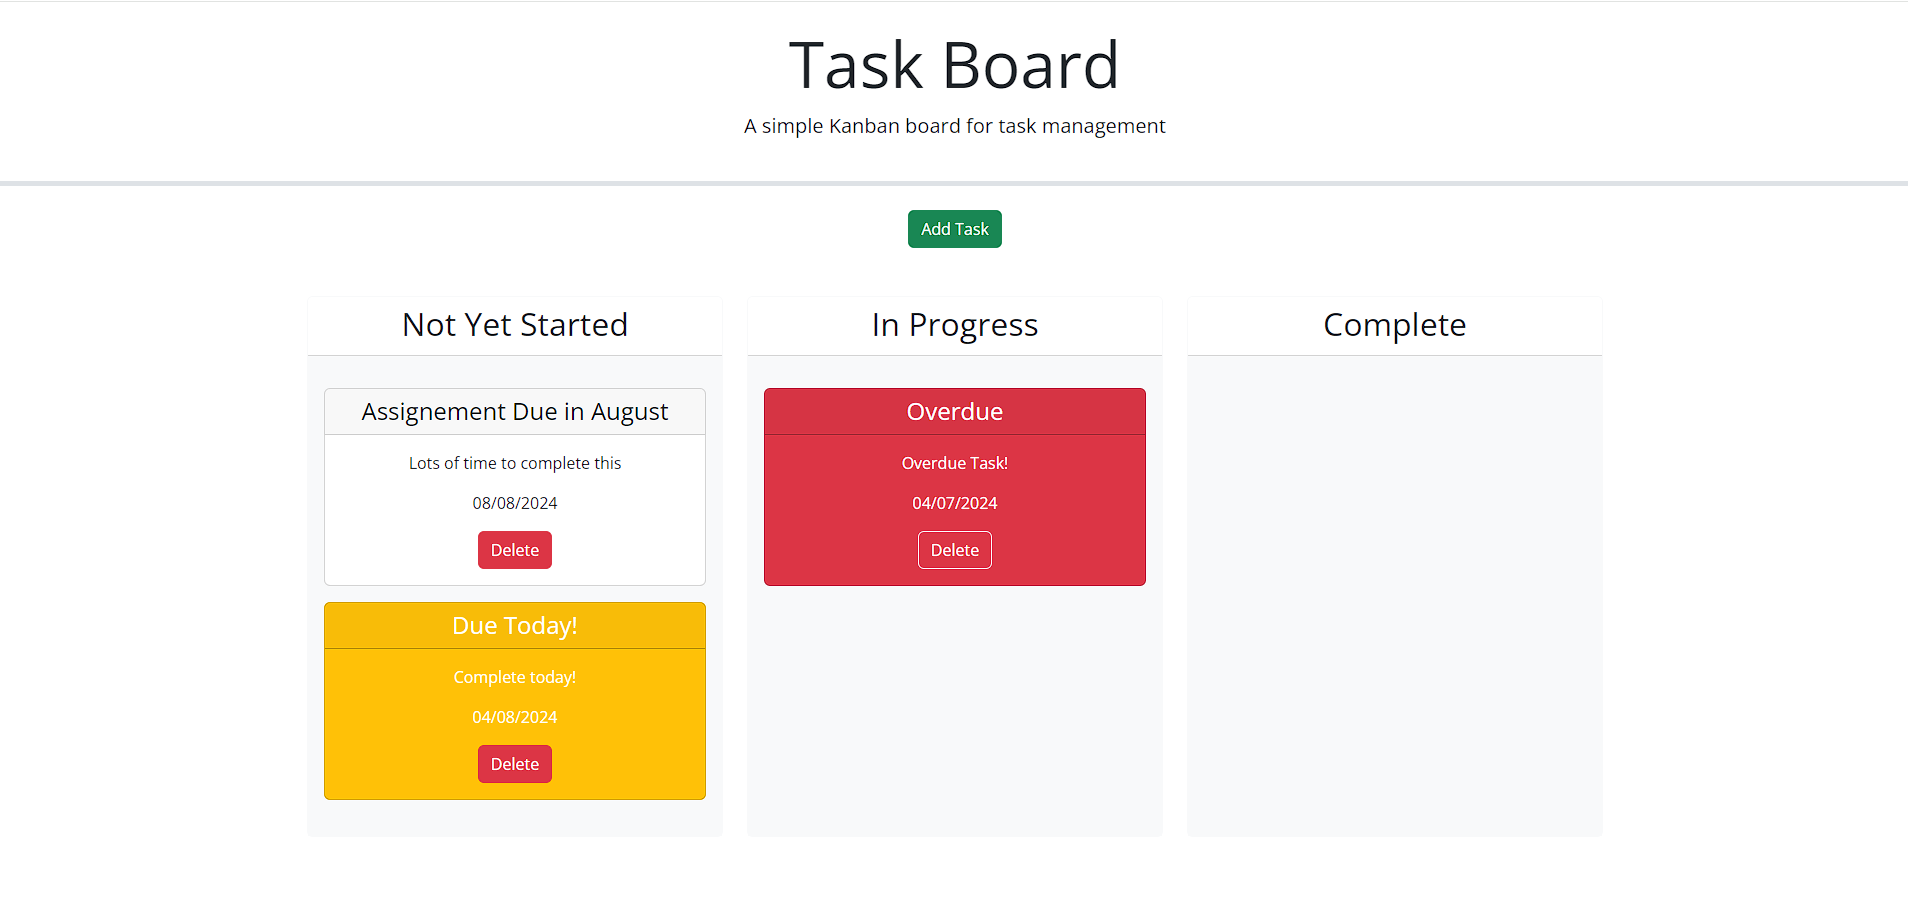 Task Board
A simple Kanban board for task management
Add Task
Not Yet Started
Assignement Due in August
Lots of time to complete this
08/08/2024
Delete
Due Today!
Complete today!
04/08/2024
Delete
In Progress
Overdue
Overdue Task!
04/07/2024
Delete
Complete